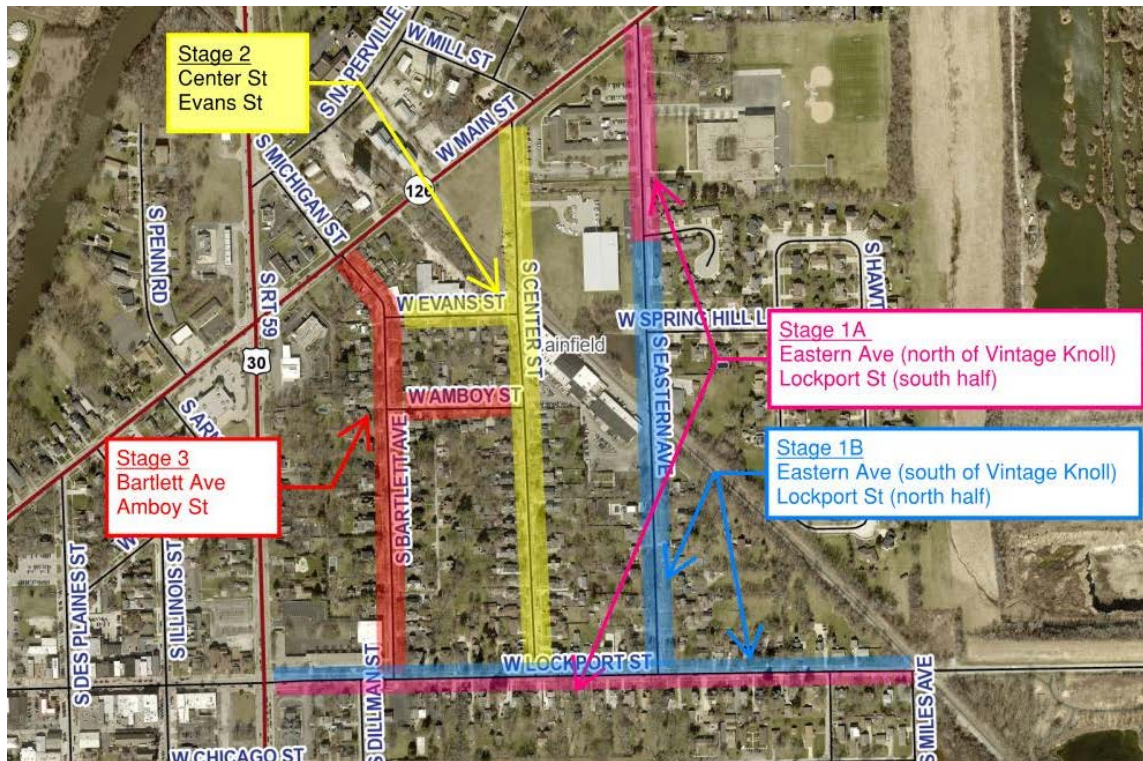 Stage 2
Center St
Evans St
W MILL ST
S NAPERVILLE
W MAIN ST
126
S MICHIGAN ST
S PENN RD
S RT 59
30
W EVANS ST
S CENTER ST
W SPRING HILL L
S HAWT
ainfield
S EASTERN AVE
Stage 1A
Eastern Ave (north of Vintage Knoll)
Lockport St (south half)
W AMBOY ST
S ARN
Stage 3
Bartlett Ave
Amboy St
S BARTLETT AVE
Stage 1B
Eastern Ave (south of Vintage Knoll)
Lockport St (north half)
S DES PLAINES ST
S ILLINOIS ST
W
W LOCKPORT ST
S DILLMAN ST
S MILES AVE
W CHICAGO ST